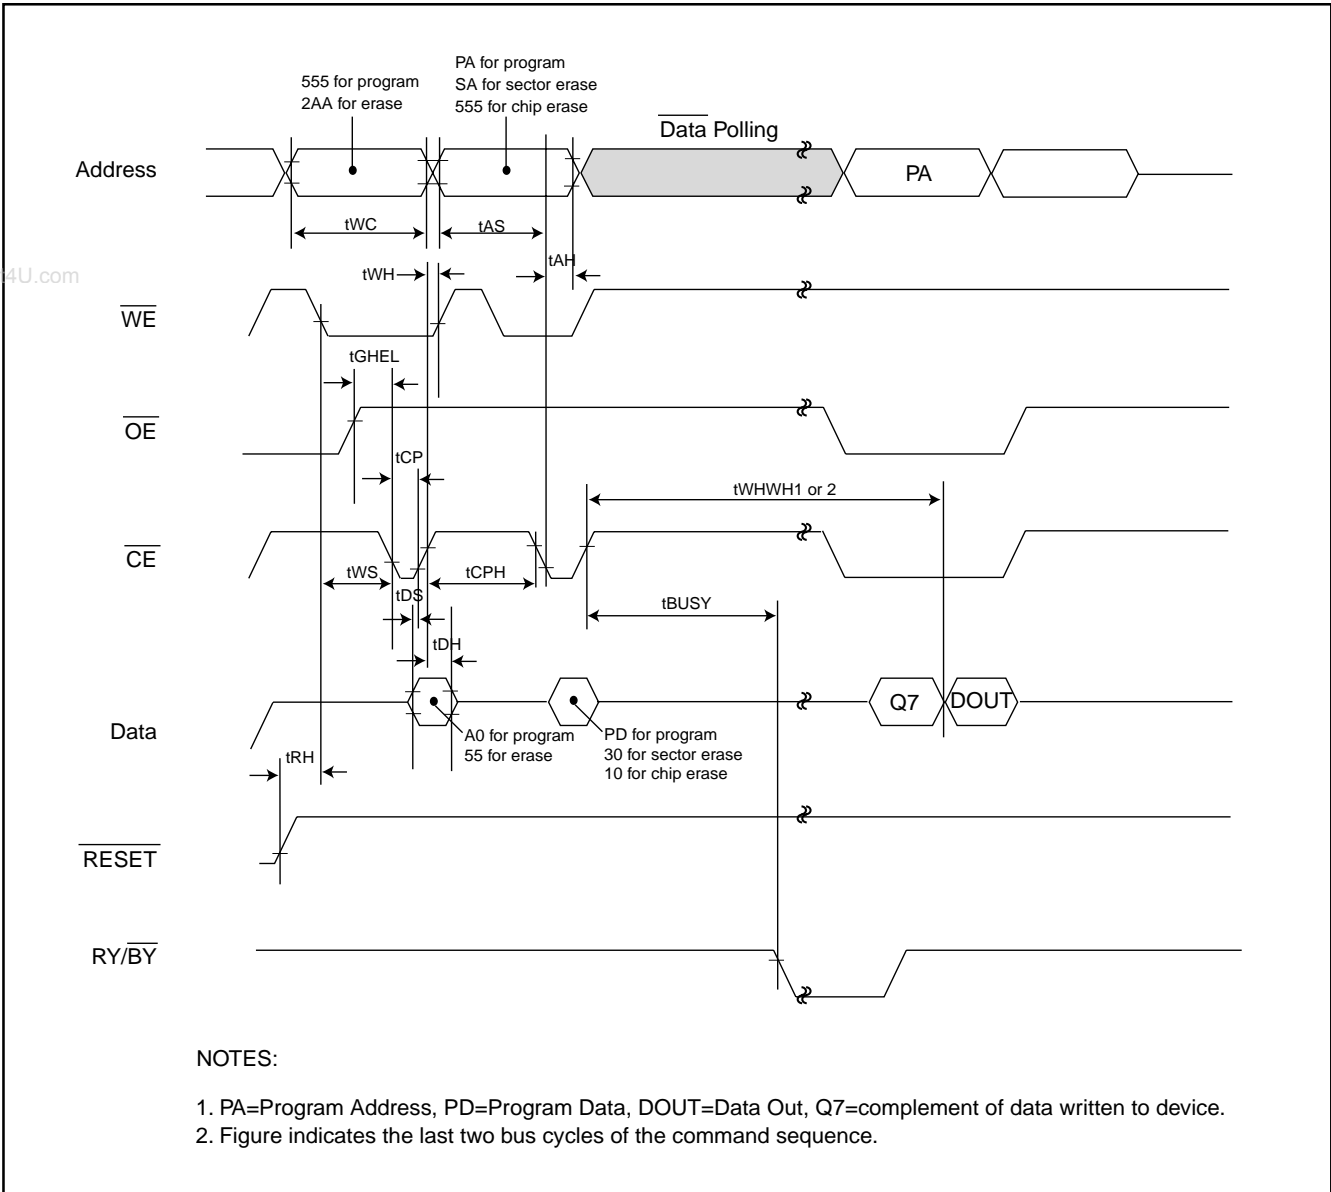 555 for program
2AA for erase
PA for program
SA for sector erase
555 for chip erase
Data Polling
Address
PA
tWC
tAS
tAH
tWH
t4U.com
WE
tGHEL
OE
tCP
tWHWH1 or 2
CE
tWS
tCPH
tDS
tBUSY
tDH
Data
Q7
DOUT
A0 for program
55 for erase
PD for program
30 for sector erase
10 for chip erase
tRH
RESET
RY/BY
NOTES:
1. PA=Program Address, PD=Program Data, DOUT=Data Out, Q7=complement of data written to device.
2. Figure indicates the last two bus cycles of the command sequence.